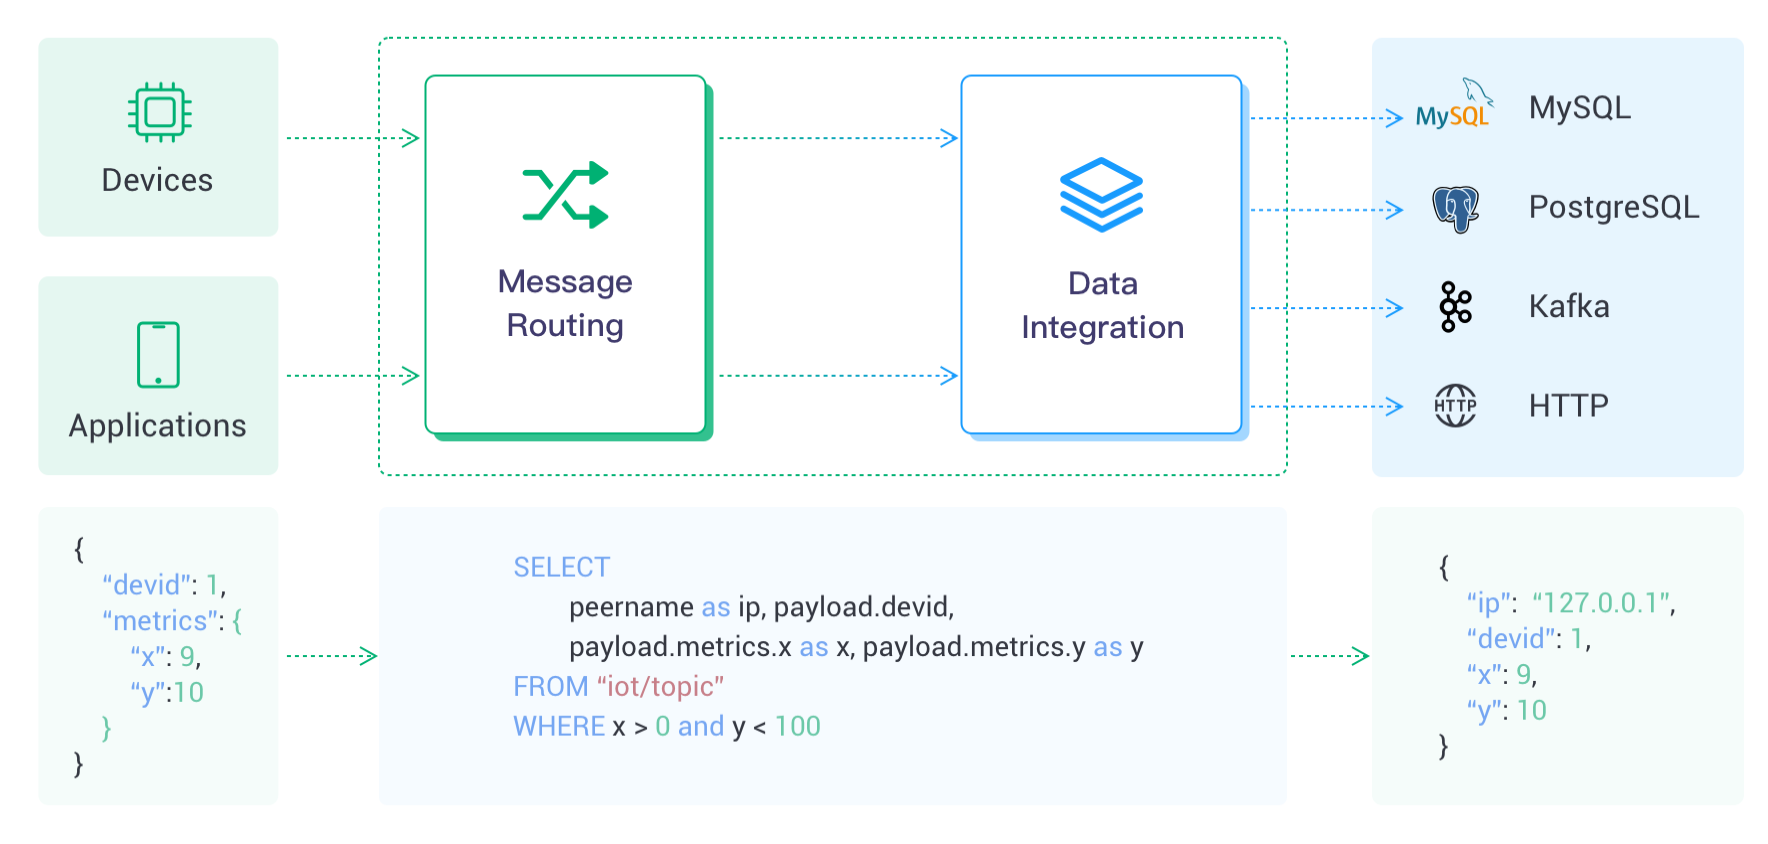 Devices
Applications
Message
Routing
Data
Integration
MySQL MySQL
PostgreSQL
Kafka
HTTP HTTP
{
“devid”: 1,
“metrics”: {
“x”: 9,
“y”:10
}
}
SELECT
peername as ip, payload.devid,
payload.metrics.x as x, payload.metrics.y as y
FROM “iot/topic”
WHERE x > 0 and y < 100
{
“ip”: “127.0.0.1”,
“devid”: 1,
“x”: 9,
“y”: 10
}